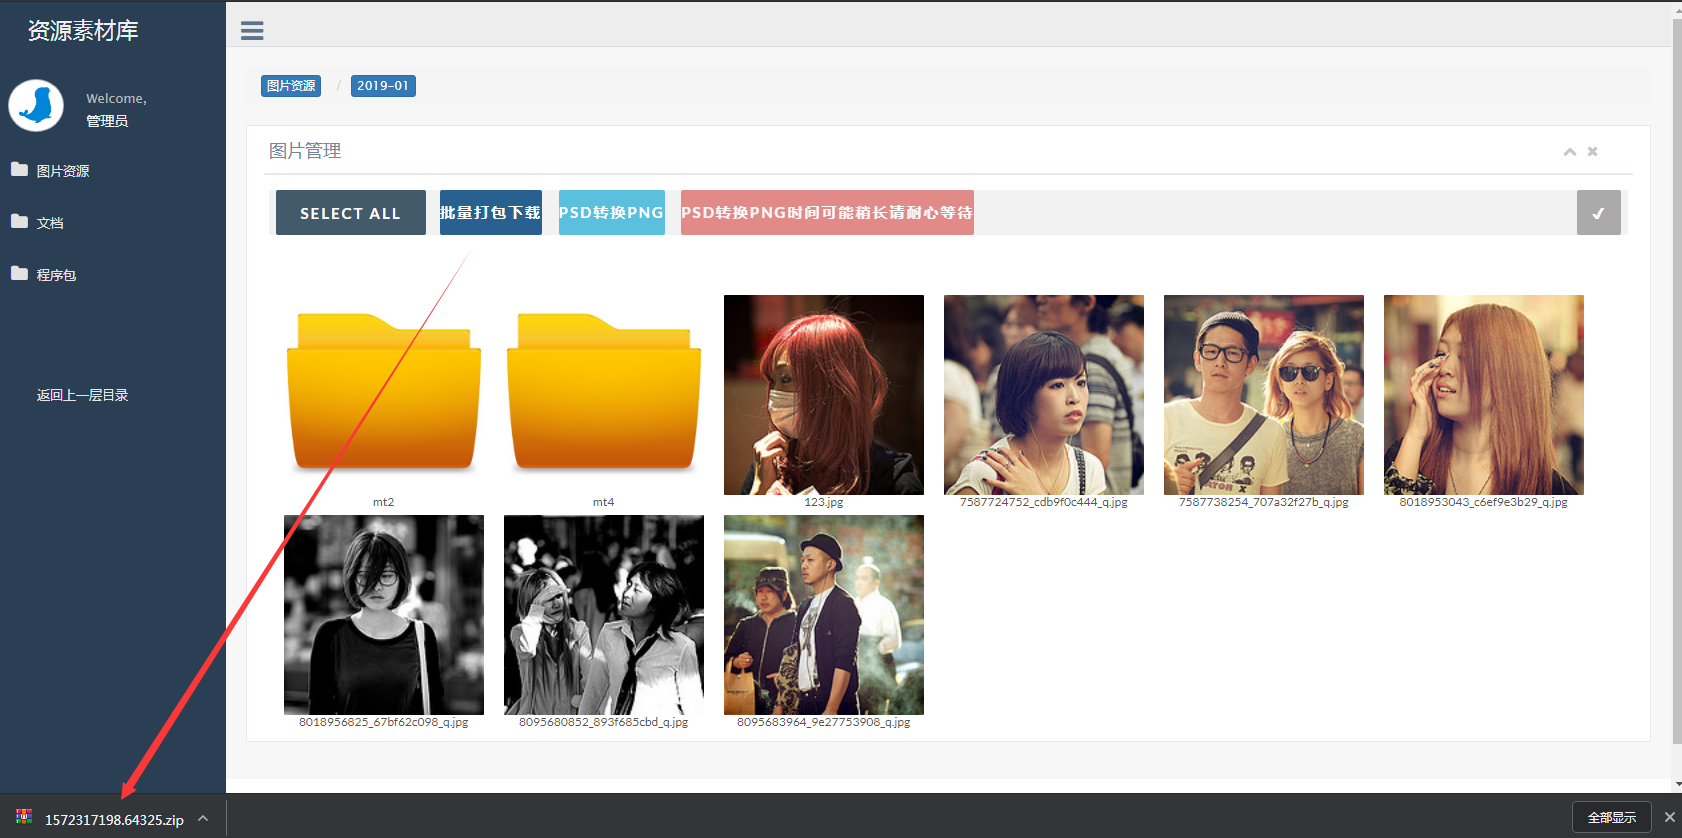 资源素材库
Welcome,
管理员
图片资源
文档
程序包
返回上一层目录
图片资源 / 2019-01
图片管理
SELECT ALL
批量打包下载
PSD转换PNG
PSD转换PNG时间可能稍长请耐心等待
mt2
mt4
123.jpg
7587724752_cdb9f0c444_q.jpg
7587738254_707a32f27b_q.jpg
8018953043_c6ef9e3b29_q.jpg
8018956825_67bf62c098_q.jpg
8095680852_893f685cbd_q.jpg
8095683964_9e27753908_q.jpg
1572317198.64325.zip
全部显示